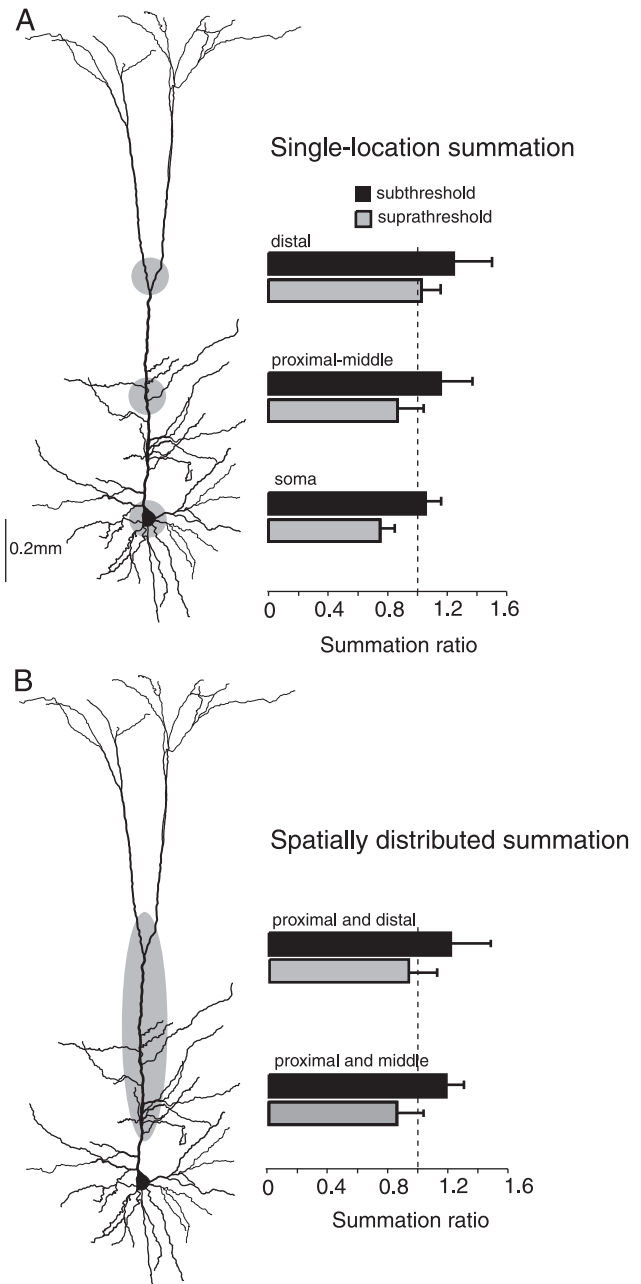 A
Single-location summation
subthreshold
suprathreshold
distal
proximal-middle
soma
0.2mm
0 0.4 0.8 1.2 1.6
Summation ratio
B
Spatially distributed summation
proximal and distal
proximal and middle
0 0.4 0.8 1.2 1.6
Summation ratio